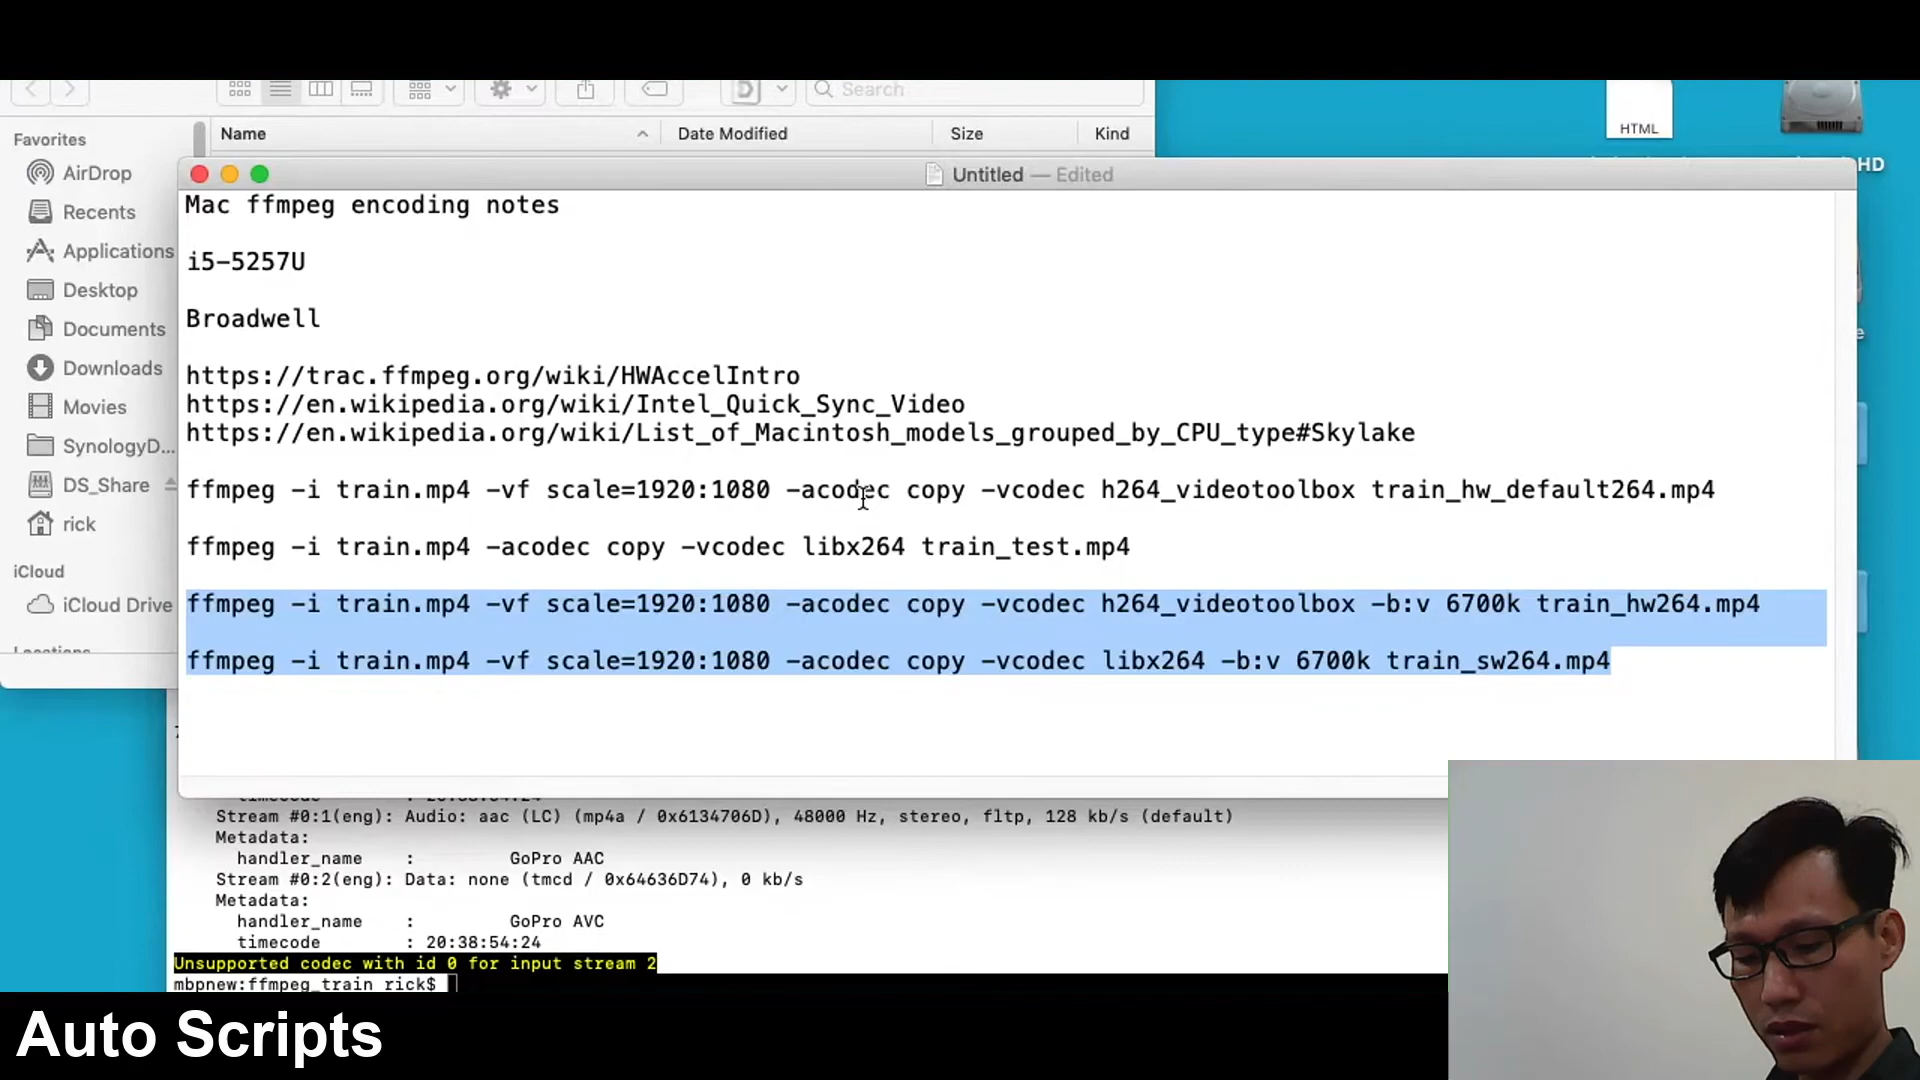 Search
Name
Date Modified
Size
Kind
HTML
HD
Favorites
AirDrop
Recents
Applications
Desktop
Documents
Downloads
Movies
SynologyD...
DS_Share
rick
iCloud
iCloud Drive
Untitled — Edited
Mac ffmpeg encoding notes
i5-5257U
Broadwell
https://trac.ffmpeg.org/wiki/HWAccelIntro
https://en.wikipedia.org/wiki/Intel_Quick_Sync_Video
https://en.wikipedia.org/wiki/List_of_Macintosh_models_grouped_by_CPU_type#Skylake
ffmpeg -i train.mp4 -vf scale=1920:1080 -acodec copy -vcodec h264_videotoolbox train_hw_default264.mp4
ffmpeg -i train.mp4 -acodec copy -vcodec libx264 train_test.mp4
ffmpeg -i train.mp4 -vf scale=1920:1080 -acodec copy -vcodec h264_videotoolbox -b:v 6700k train_hw264.mp4
ffmpeg -i train.mp4 -vf scale=1920:1080 -acodec copy -vcodec libx264 -b:v 6700k train_sw264.mp4
timecode : 20:38:54:24
Stream #0:1(eng): Audio: aac (LC) (mp4a / 0x6134706D), 48000 Hz, stereo, fltp, 128 kb/s (default)
Metadata:
handler_name : GoPro AAC
Stream #0:2(eng): Data: none (tmcd / 0x64636D74), 0 kb/s
Metadata:
handler_name : GoPro AVC
timecode : 20:38:54:24
Unsupported codec with id 0 for input stream 2
mbpnew:ffmpeg_train rick$
Auto Scripts